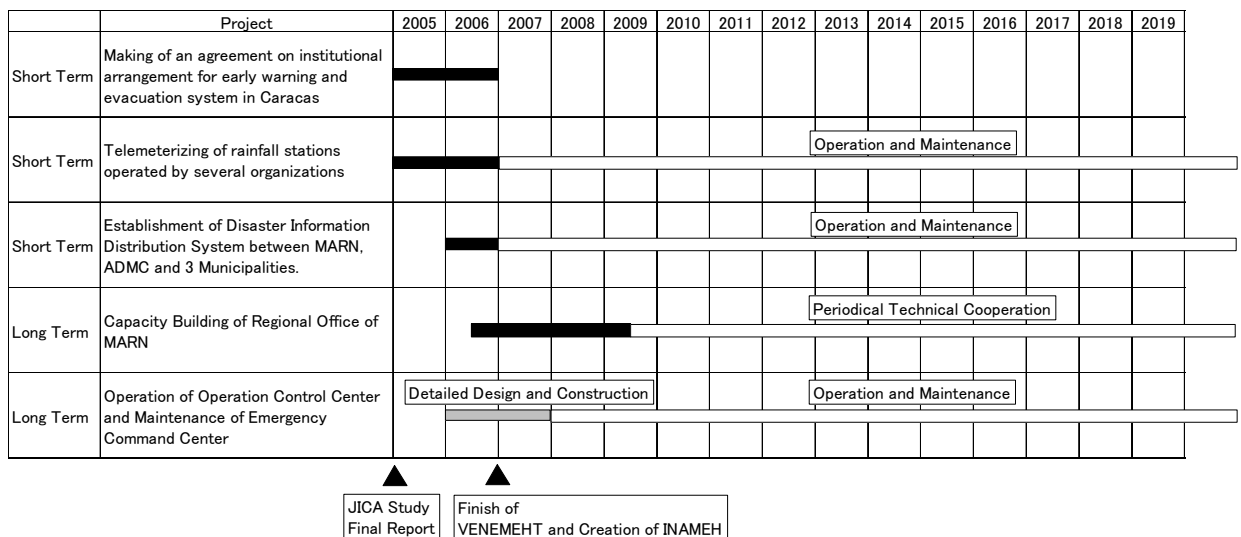 Project 2005 2006 2007 2008 2009 2010 2011 2012 2013 2014 2015 2016 2017 2018 2019
Short Term
Making of an agreement on institutional
arrangement for early warning and
evacuation system in Caracas
Short Term
Telemeterizing of rainfall stations
operated by several organizations
Operation and Maintenance
Short Term
Establishment of Disaster Information
Distribution System between MARN,
ADMC and 3 Municipalities.
Operation and Maintenance
Long Term
Capacity Building of Regional Office of
MARN
Periodical Technical Cooperation
Long Term
Operation of Operation Control Center
and Maintenance of Emergency
Command Center
Detailed Design and Construction
Operation and Maintenance
JICA Study
Final Report
Finish of
VENEMEHT and Creation of INAMEH